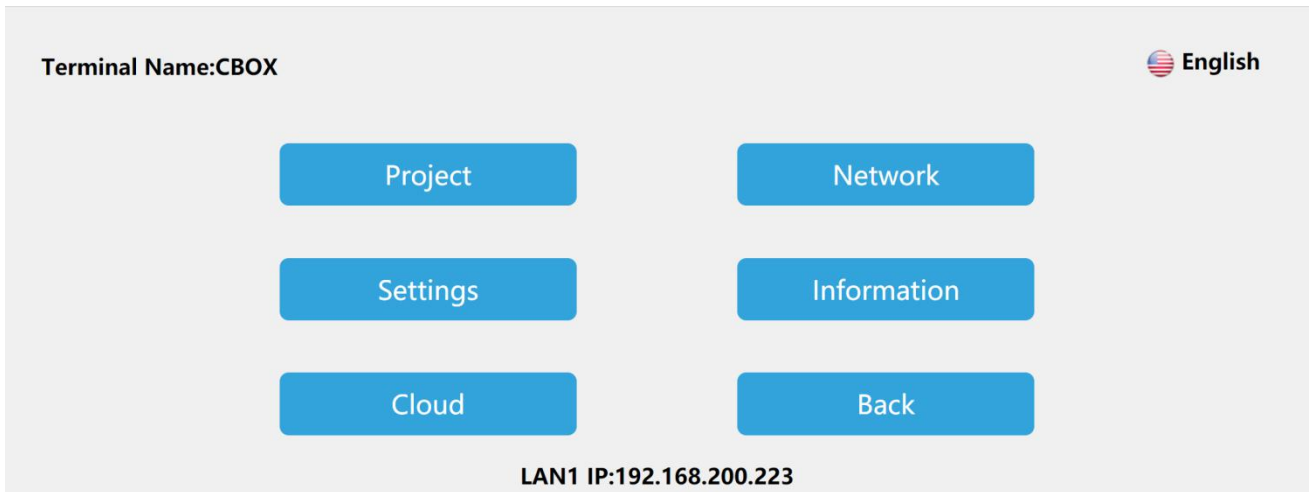 Terminal Name:CBOX
English
Project
Network
Settings
Information
Cloud
Back
LAN1 IP:192.168.200.223